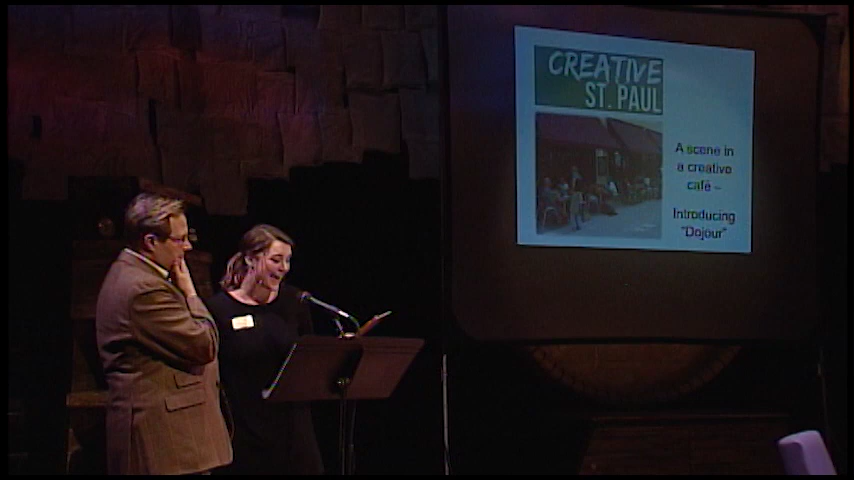 CREATIVE
ST. PAUL
A scene in
a creative
café –
Introducing
"Dojour"